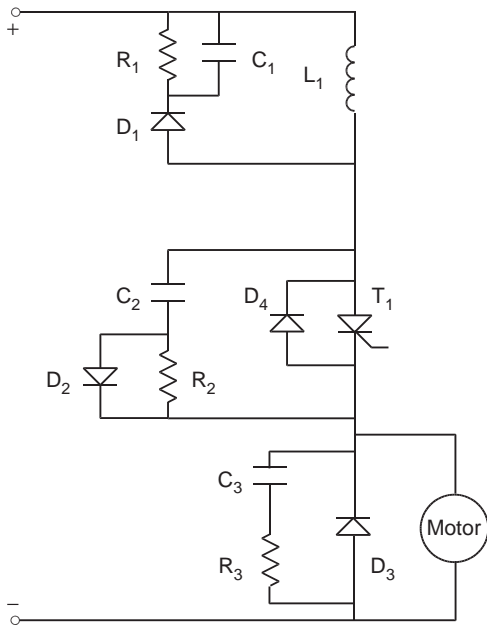 +
R₁
C₁
L₁
D₁
C₂
D₄
T₁
D₂
R₂
C₃
Motor
R₃
D₃
−